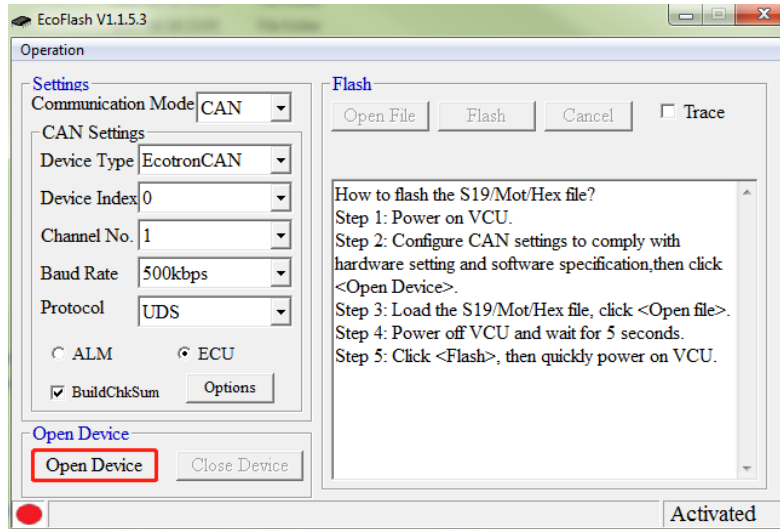 EcoFlash V1.1.5.3
Operation
Settings
Communication Mode CAN
CAN Settings
Device Type EcotronCAN
Device Index 0
Channel No. 1
Baud Rate 500kbps
Protocol UDS
ALM ECU
BuildChkSum Options
Open Device
Open Device Close Device
Flash
Open File Flash Cancel Trace
How to flash the S19/Mot/Hex file?
Step 1: Power on VCU.
Step 2: Configure CAN settings to comply with
hardware setting and software specification,then click
<Open Device>.
Step 3: Load the S19/Mot/Hex file, click <Open file>.
Step 4: Power off VCU and wait for 5 seconds.
Step 5: Click <Flash>, then quickly power on VCU.
Activated